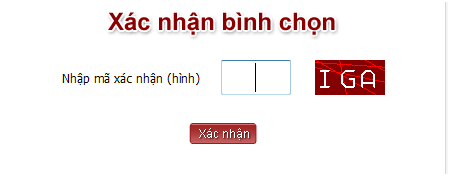 Xác nhận bình chọn
Nhập mã xác nhận (hình) IGA
Xác nhận